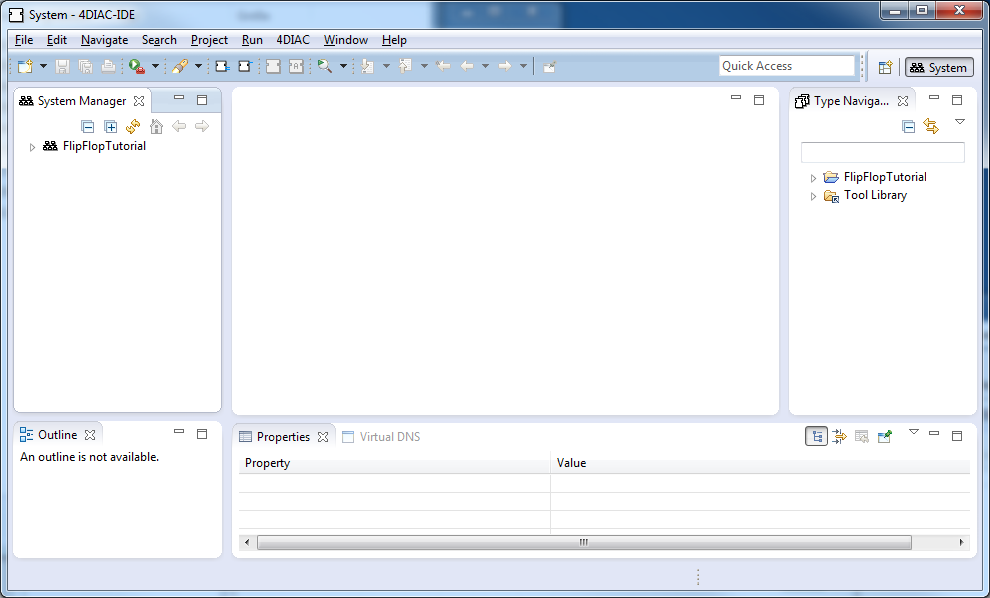 System - 4DIAC-IDE
File Edit Navigate Search Project Run 4DIAC Window Help
Quick Access
System
System Manager
FlipFlopTutorial
Type Naviga...
FlipFlopTutorial
Tool Library
Outline
An outline is not available.
Properties
Virtual DNS
Property
Value